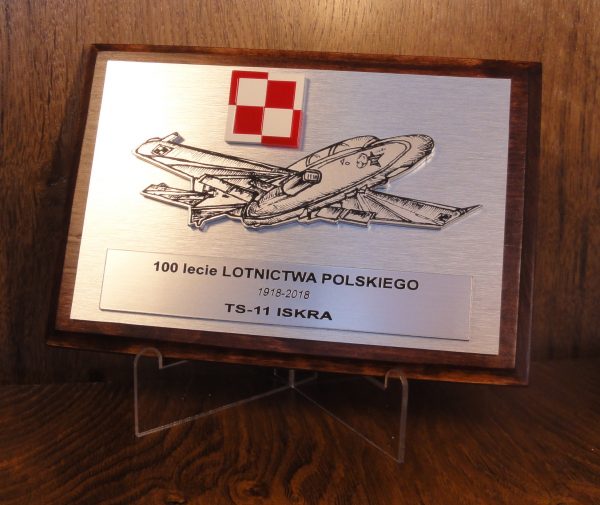 100 lecie LOTNICTWA POLSKIEGO
1918-2018
TS-11 ISKRA